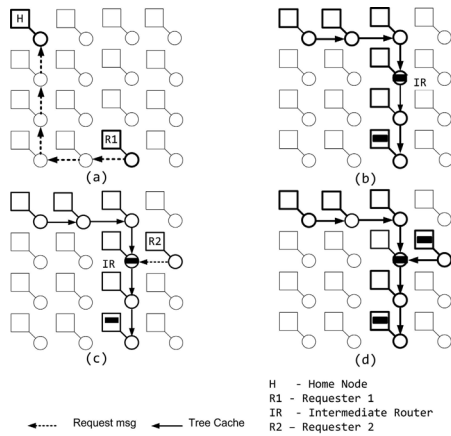 H
R1
(a)
IR
(b)
R2
IR
(c)
(d)
Request msg
Tree Cache
H - Home Node
R1 - Requester 1
IR - Intermediate Router
R2 – Requester 2